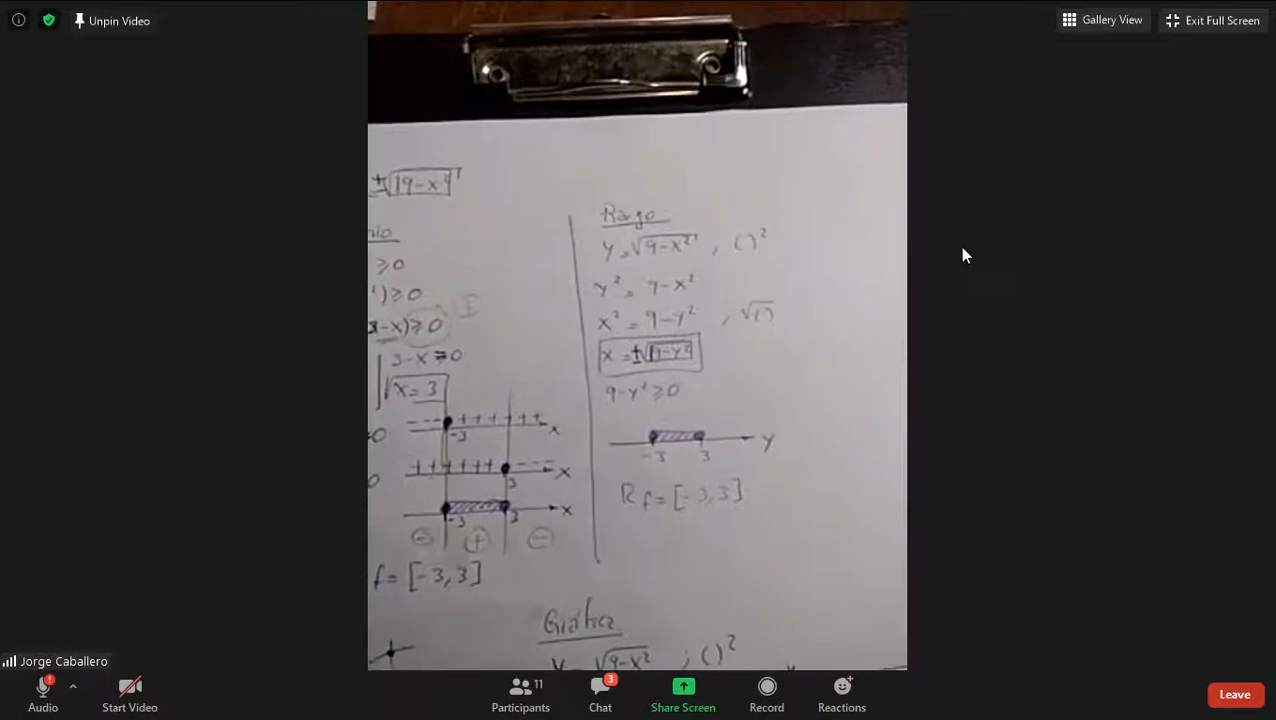 Unpin Video
Gallery View
Exit Full Screen
±√9-x²
nio
≥0
)≥0
3-x)≥0
3-x≥0
x=3
--- + + + + + +
-3
x
+ + + + + + ---
3
x
-3
3
x
- + -
f=[-3,3]
Rango
y=√9-x² , ( )²
y² = 9-x²
x² = 9-y² , √( )
x = ±√9-y²
9-y²≥0
-3 3 y
Rf=[-3,3]
Gráfica
y=√9-x² ; ( )²
Jorge Caballero
Audio
Start Video
Participants
11
Chat
3
Share Screen
Record
Reactions
Leave